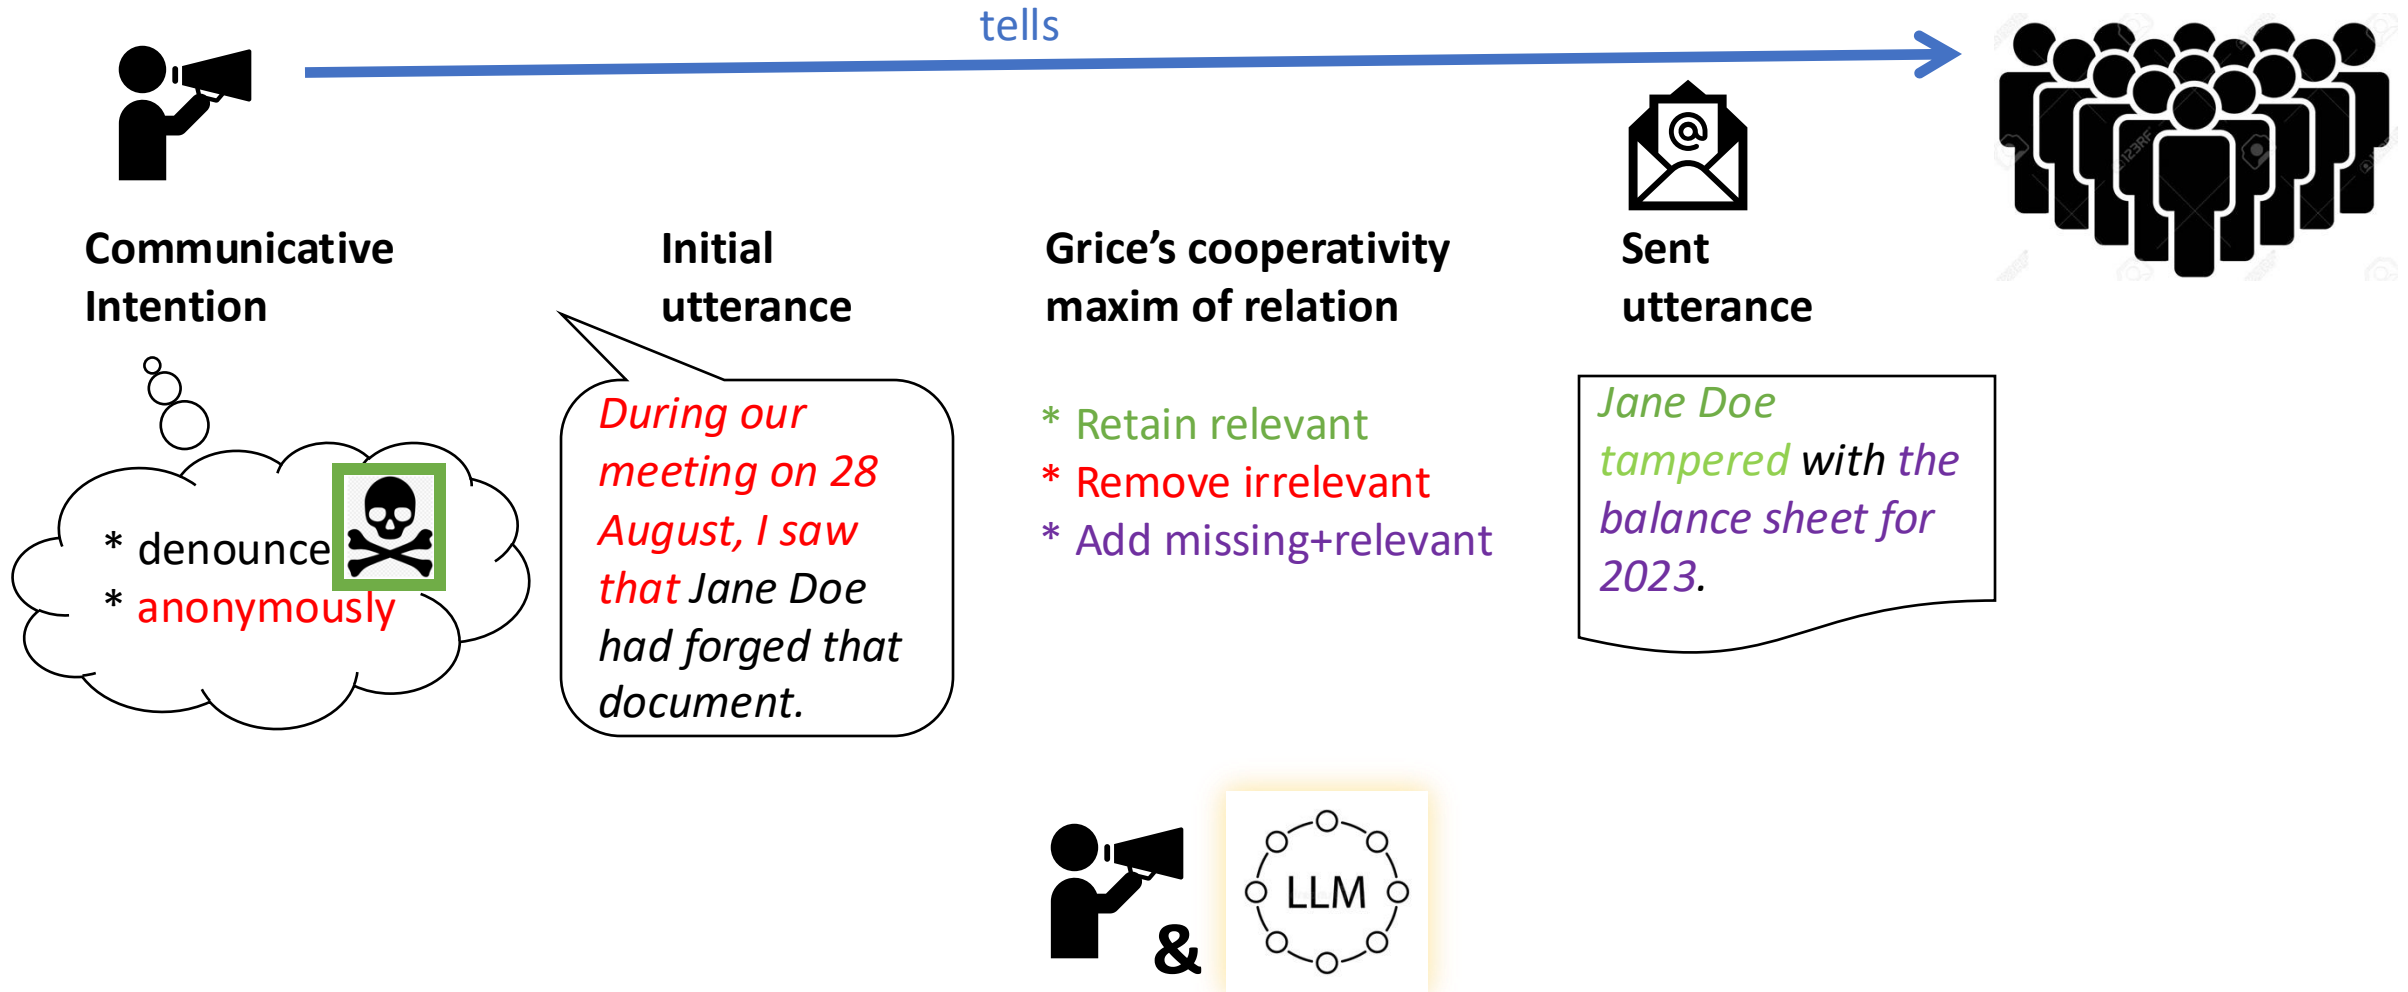 tells
Communicative
Intention
* denounce
* anonymously
Initial
utterance
During our
meeting on 28
August, I saw
that Jane Doe
had forged that
document.
Grice’s cooperativity
maxim of relation
* Retain relevant
* Remove irrelevant
* Add missing+relevant
@
Sent
utterance
Jane Doe
tampered with the
balance sheet for
2023.
&
LLM
123RF